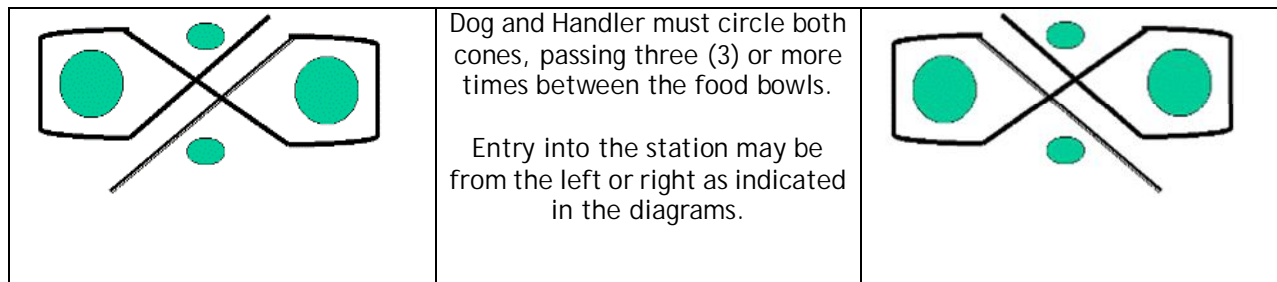 Dog and Handler must circle both
cones, passing three (3) or more
times between the food bowls.
Entry into the station may be
from the left or right as indicated
in the diagrams.